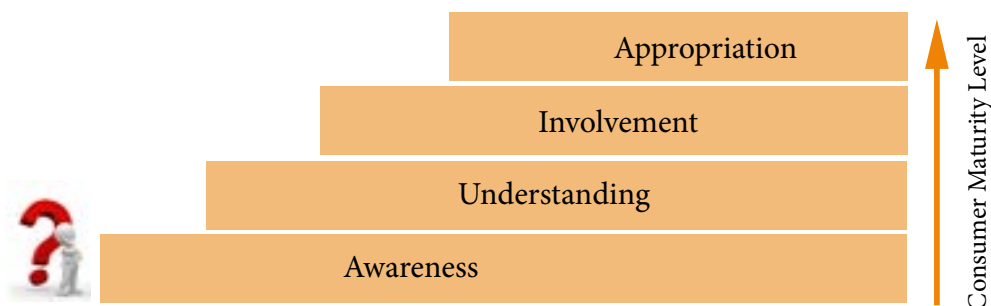 Appropriation
Involvement
Understanding
Awareness
Consumer Maturity Level